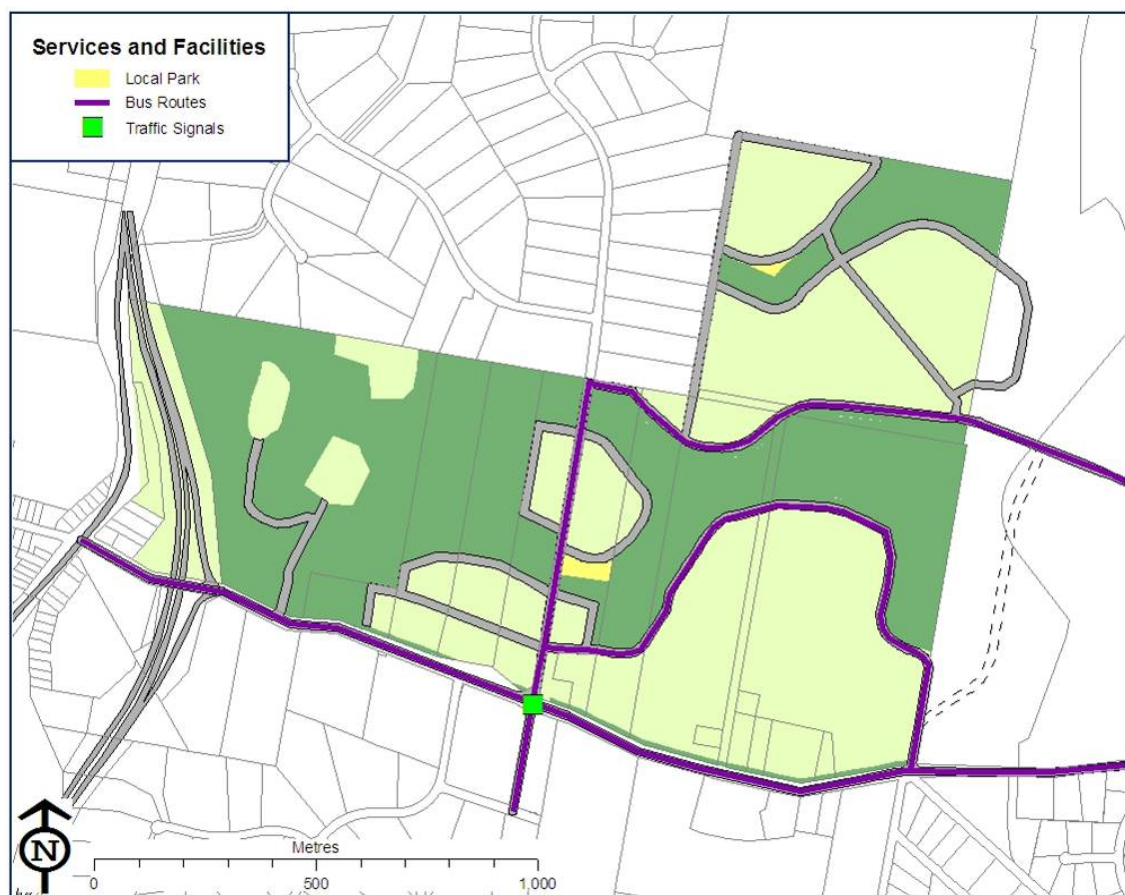 Services and Facilities
Local Park
Bus Routes
Traffic Signals
N
Metres
0 500 1,000